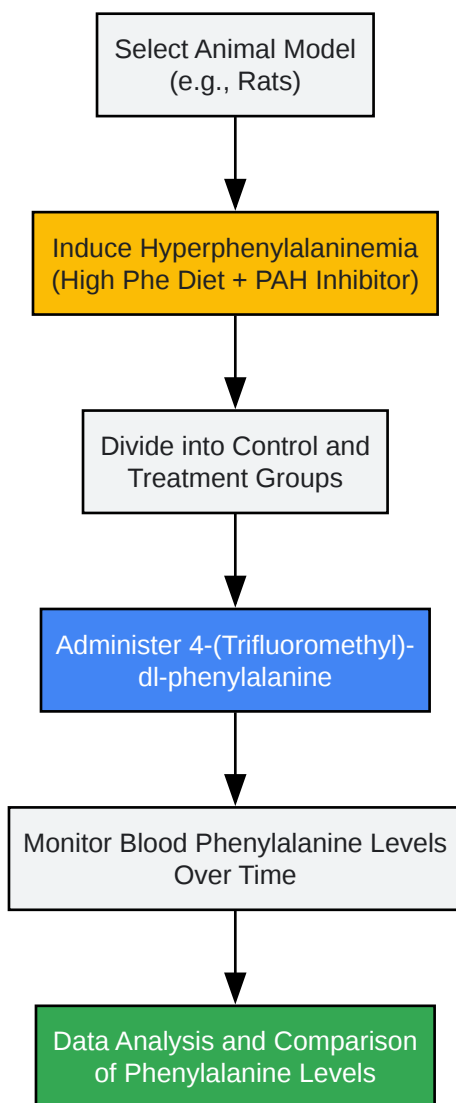 Select Animal Model
(e.g., Rats)
Induce Hyperphenylalaninemia
(High Phe Diet + PAH Inhibitor)
Divide into Control and
Treatment Groups
Administer 4-(Trifluoromethyl)-
dl-phenylalanine
Monitor Blood Phenylalanine Levels
Over Time
Data Analysis and Comparison
of Phenylalanine Levels